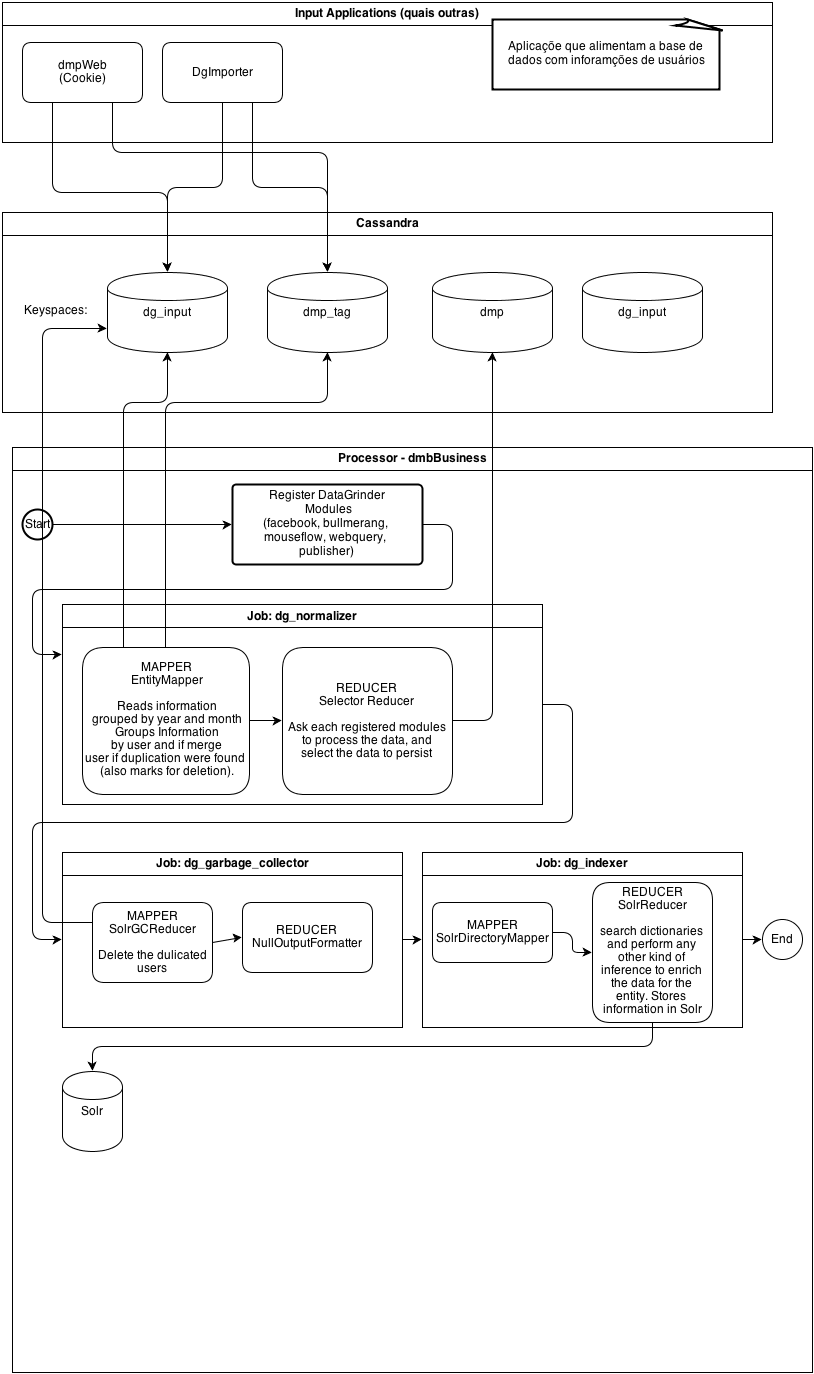 Input Applications (quais outras)
dmpWeb
(Cookie)
DgImporter
Aplicaçõe que alimentam a base de
dados com inforamções de usuários
Cassandra
Keyspaces:
dg_input
dmp_tag
dmp
dg_input
Processor - dmbBusiness
Start
Register DataGrinder
Modules
(facebook, bullmerang,
mouseflow, webquery,
publisher)
Job: dg_normalizer
MAPPER
EntityMapper
Reads information
grouped by year and month
Groups Information
by user and if merge
user if duplication were found
(also marks for deletion).
REDUCER
Selector Reducer
Ask each registered modules
to process the data, and
select the data to persist
Job: dg_garbage_collector
MAPPER
SolrGCReducer
Delete the dulicated
users
REDUCER
NullOutputFormatter
Job: dg_indexer
MAPPER
SolrDirectoryMapper
REDUCER
SolrReducer
search dictionaries
and perform any
other kind of
inference to enrich
the data for the
entity. Stores
information in Solr
End
Solr